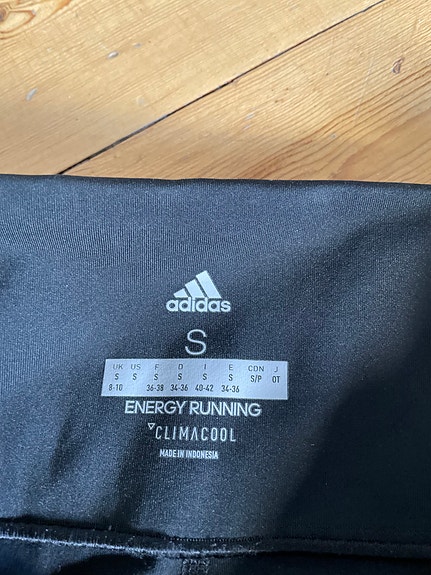 adidas
S
UK US F D I E CON J
S S S S S S S/P OT
8-10 36-38 34-36 40-42 34-36
ENERGY RUNNING
CLIMACOOL
MADE IN INDONESIA